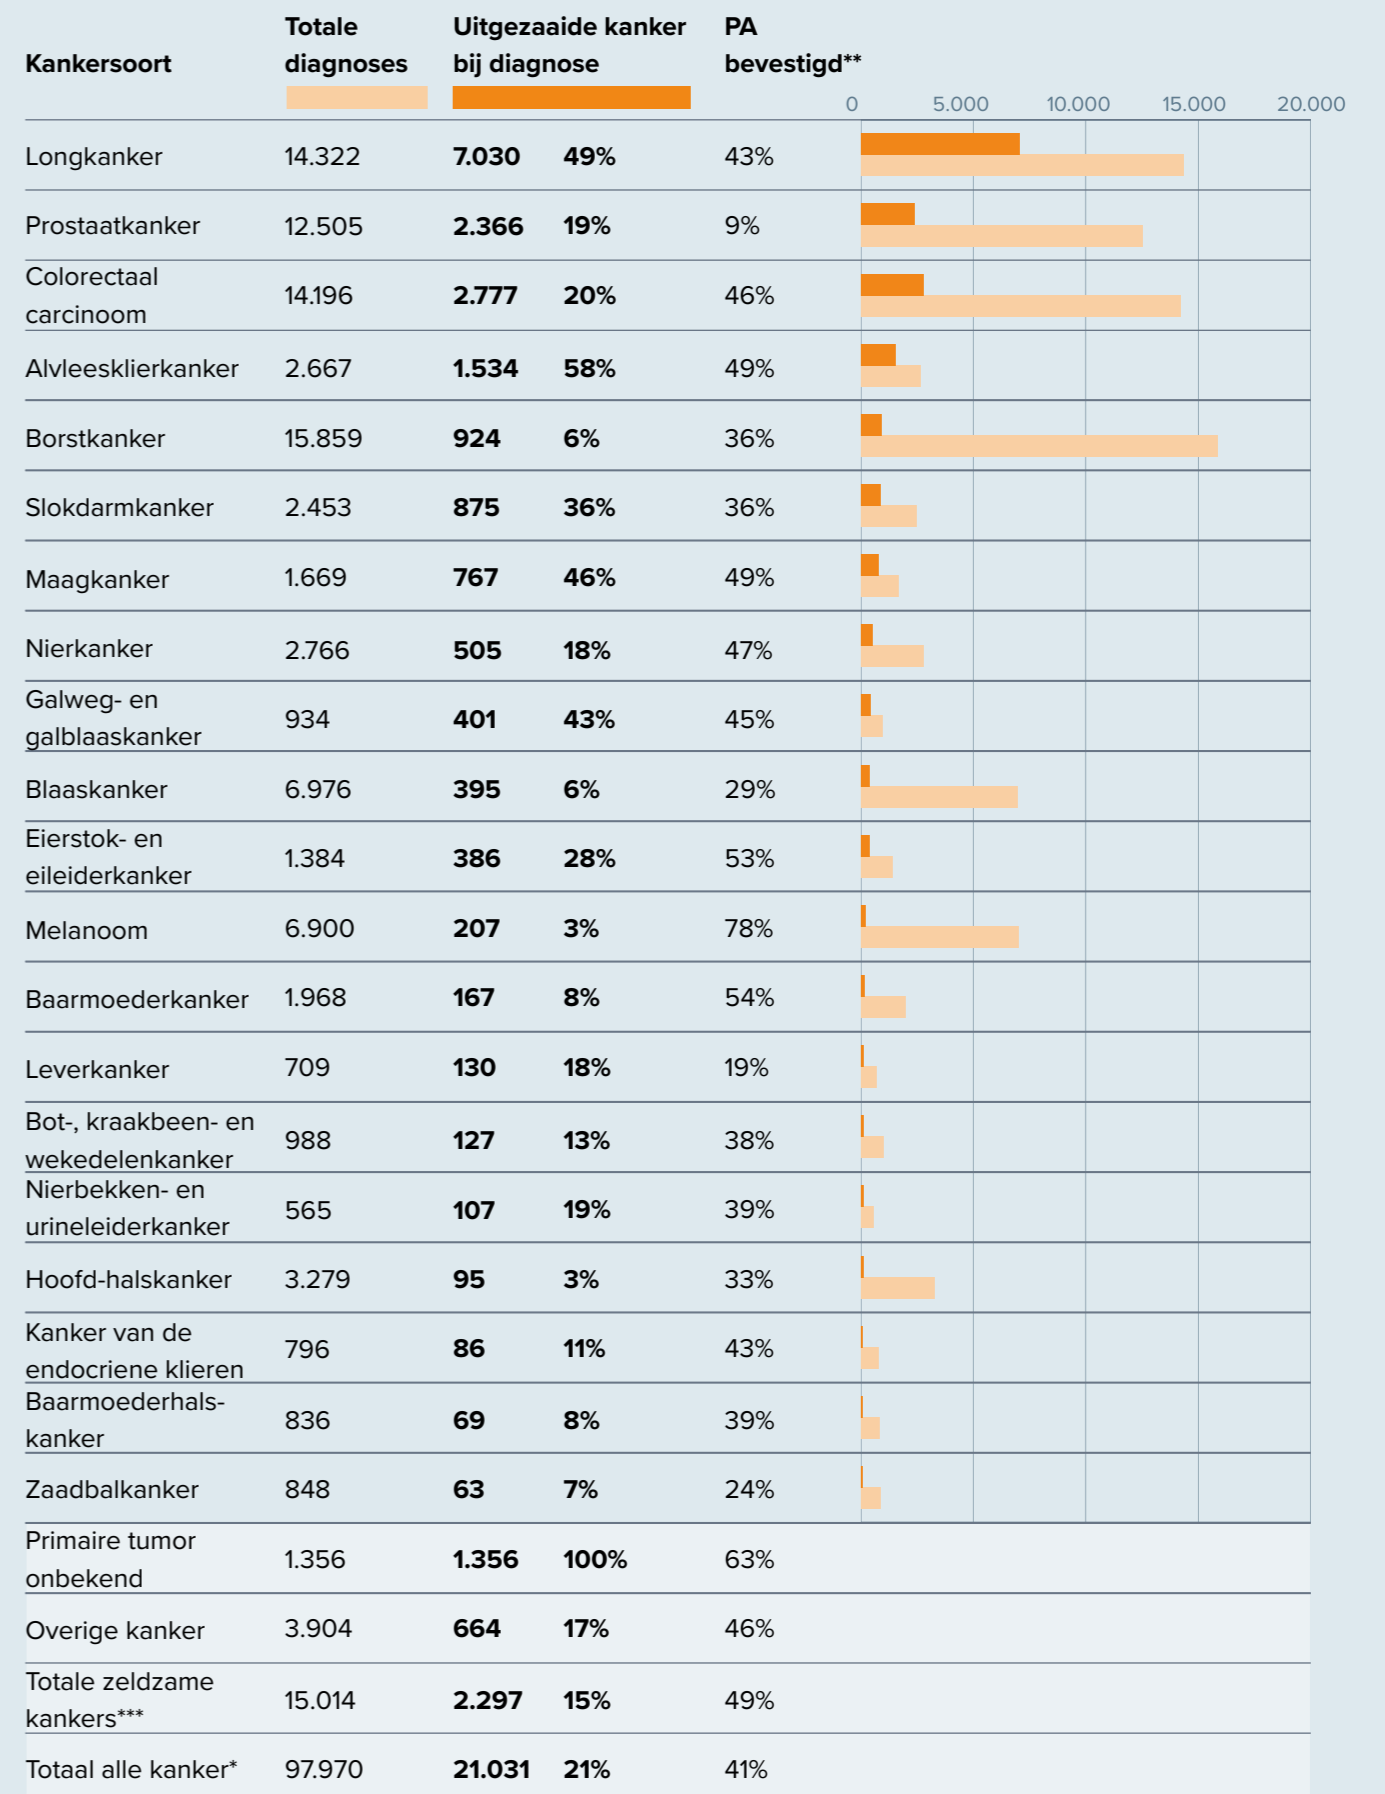 Kankersoort
Totale
diagnoses
Uitgezaaide kanker
bij diagnose
PA
bevestigd**
0 5.000 10.000 15.000 20.000
Longkanker 14.322 7.030 49% 43%
Prostaatkanker 12.505 2.366 19% 9%
Colorectaal
carcinoom
14.196 2.777 20% 46%
Alvleesklierkanker 2.667 1.534 58% 49%
Borstkanker 15.859 924 6% 36%
Slokdarmkanker 2.453 875 36% 36%
Maagkanker 1.669 767 46% 49%
Nierkanker 2.766 505 18% 47%
Galweg- en
galblaaskanker
934 401 43% 45%
Blaaskanker 6.976 395 6% 29%
Eierstok- en
eileiderkanker
1.384 386 28% 53%
Melanoom 6.900 207 3% 78%
Baarmoederkanker 1.968 167 8% 54%
Leverkanker 709 130 18% 19%
Bot-, kraakbeen- en
wekedelenkanker
988 127 13% 38%
Nierbekken- en
urineleiderkanker
565 107 19% 39%
Hoofd-halskanker 3.279 95 3% 33%
Kanker van de
endocriene klieren
796 86 11% 43%
Baarmoederhals-
kanker
836 69 8% 39%
Zaadbalkanker 848 63 7% 24%
Primaire tumor
onbekend
1.356 1.356 100% 63%
Overige kanker 3.904 664 17% 46%
Totale zeldzame
kankers***
15.014 2.297 15% 49%
Totaal alle kanker* 97.970 21.031 21% 41%